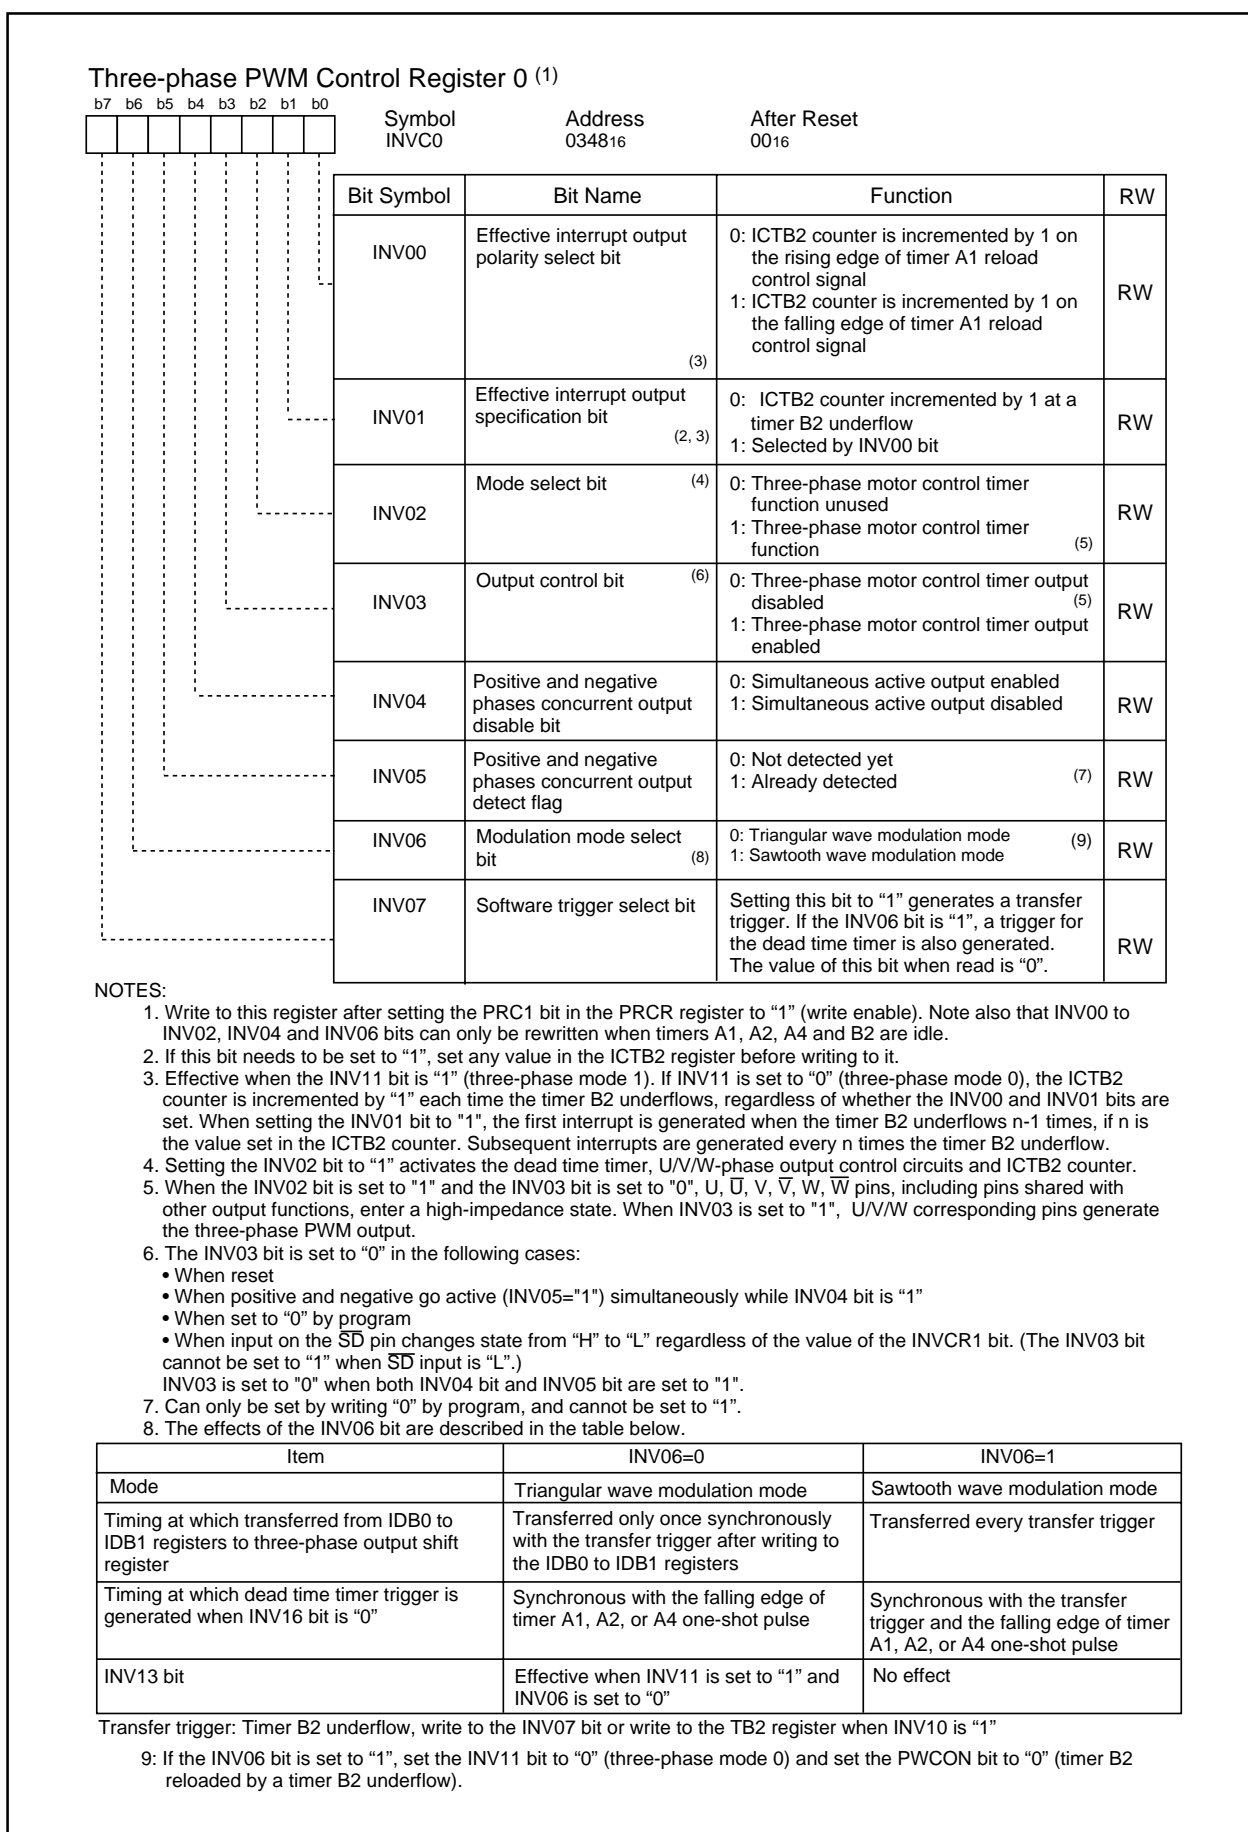 Three-phase PWM Control Register 0 (1)
b7 b6 b5 b4 b3 b2 b1 b0
Symbol Address After Reset
INVC0 034816 0016
Bit Symbol Bit Name Function RW
INV00
Effective interrupt output
polarity select bit
(3)
0: ICTB2 counter is incremented by 1 on
the rising edge of timer A1 reload
control signal
1: ICTB2 counter is incremented by 1 on
the falling edge of timer A1 reload
control signal
RW
INV01
Effective interrupt output
specification bit
(2, 3)
0: ICTB2 counter incremented by 1 at a
timer B2 underflow
1: Selected by INV00 bit
RW
INV02
Mode select bit (4)
0: Three-phase motor control timer
function unused
1: Three-phase motor control timer
function (5)
RW
INV03
Output control bit (6)
0: Three-phase motor control timer output
disabled (5)
1: Three-phase motor control timer output
enabled
RW
INV04
Positive and negative
phases concurrent output
disable bit
0: Simultaneous active output enabled
1: Simultaneous active output disabled
RW
INV05
Positive and negative
phases concurrent output
detect flag
0: Not detected yet
1: Already detected (7)
RW
INV06
Modulation mode select
bit (8)
0: Triangular wave modulation mode
1: Sawtooth wave modulation mode (9)
RW
INV07
Software trigger select bit
Setting this bit to “1” generates a transfer
trigger. If the INV06 bit is “1”, a trigger for
the dead time timer is also generated.
The value of this bit when read is “0”.
RW
NOTES:
1. Write to this register after setting the PRC1 bit in the PRCR register to “1” (write enable). Note also that INV00 to
INV02, INV04 and INV06 bits can only be rewritten when timers A1, A2, A4 and B2 are idle.
2. If this bit needs to be set to “1”, set any value in the ICTB2 register before writing to it.
3. Effective when the INV11 bit is “1” (three-phase mode 1). If INV11 is set to “0” (three-phase mode 0), the ICTB2
counter is incremented by “1” each time the timer B2 underflows, regardless of whether the INV00 and INV01 bits are
set. When setting the INV01 bit to "1", the first interrupt is generated when the timer B2 underflows n-1 times, if n is
the value set in the ICTB2 counter. Subsequent interrupts are generated every n times the timer B2 underflow.
4. Setting the INV02 bit to “1” activates the dead time timer, U/V/W-phase output control circuits and ICTB2 counter.
5. When the INV02 bit is set to "1" and the INV03 bit is set to "0", U, U̅, V, V̅, W, W̅ pins, including pins shared with
other output functions, enter a high-impedance state. When INV03 is set to "1", U/V/W corresponding pins generate
the three-phase PWM output.
6. The INV03 bit is set to “0” in the following cases:
• When reset
• When positive and negative go active (INV05="1") simultaneously while INV04 bit is “1”
• When set to “0” by program
• When input on the S̅D̅ pin changes state from “H” to “L” regardless of the value of the INVCR1 bit. (The INV03 bit
cannot be set to “1” when S̅D̅ input is “L”.)
INV03 is set to "0" when both INV04 bit and INV05 bit are set to "1".
7. Can only be set by writing “0” by program, and cannot be set to “1”.
8. The effects of the INV06 bit are described in the table below.
Item INV06=0 INV06=1
Mode Triangular wave modulation mode Sawtooth wave modulation mode
Timing at which transferred from IDB0 to
IDB1 registers to three-phase output shift
register
Transferred only once synchronously
with the transfer trigger after writing to
the IDB0 to IDB1 registers
Transferred every transfer trigger
Timing at which dead time timer trigger is
generated when INV16 bit is “0”
Synchronous with the falling edge of
timer A1, A2, or A4 one-shot pulse
Synchronous with the transfer
trigger and the falling edge of timer
A1, A2, or A4 one-shot pulse
INV13 bit
Effective when INV11 is set to “1” and
INV06 is set to “0”
No effect
Transfer trigger: Timer B2 underflow, write to the INV07 bit or write to the TB2 register when INV10 is “1”
9: If the INV06 bit is set to “1”, set the INV11 bit to “0” (three-phase mode 0) and set the PWCON bit to “0” (timer B2
reloaded by a timer B2 underflow).